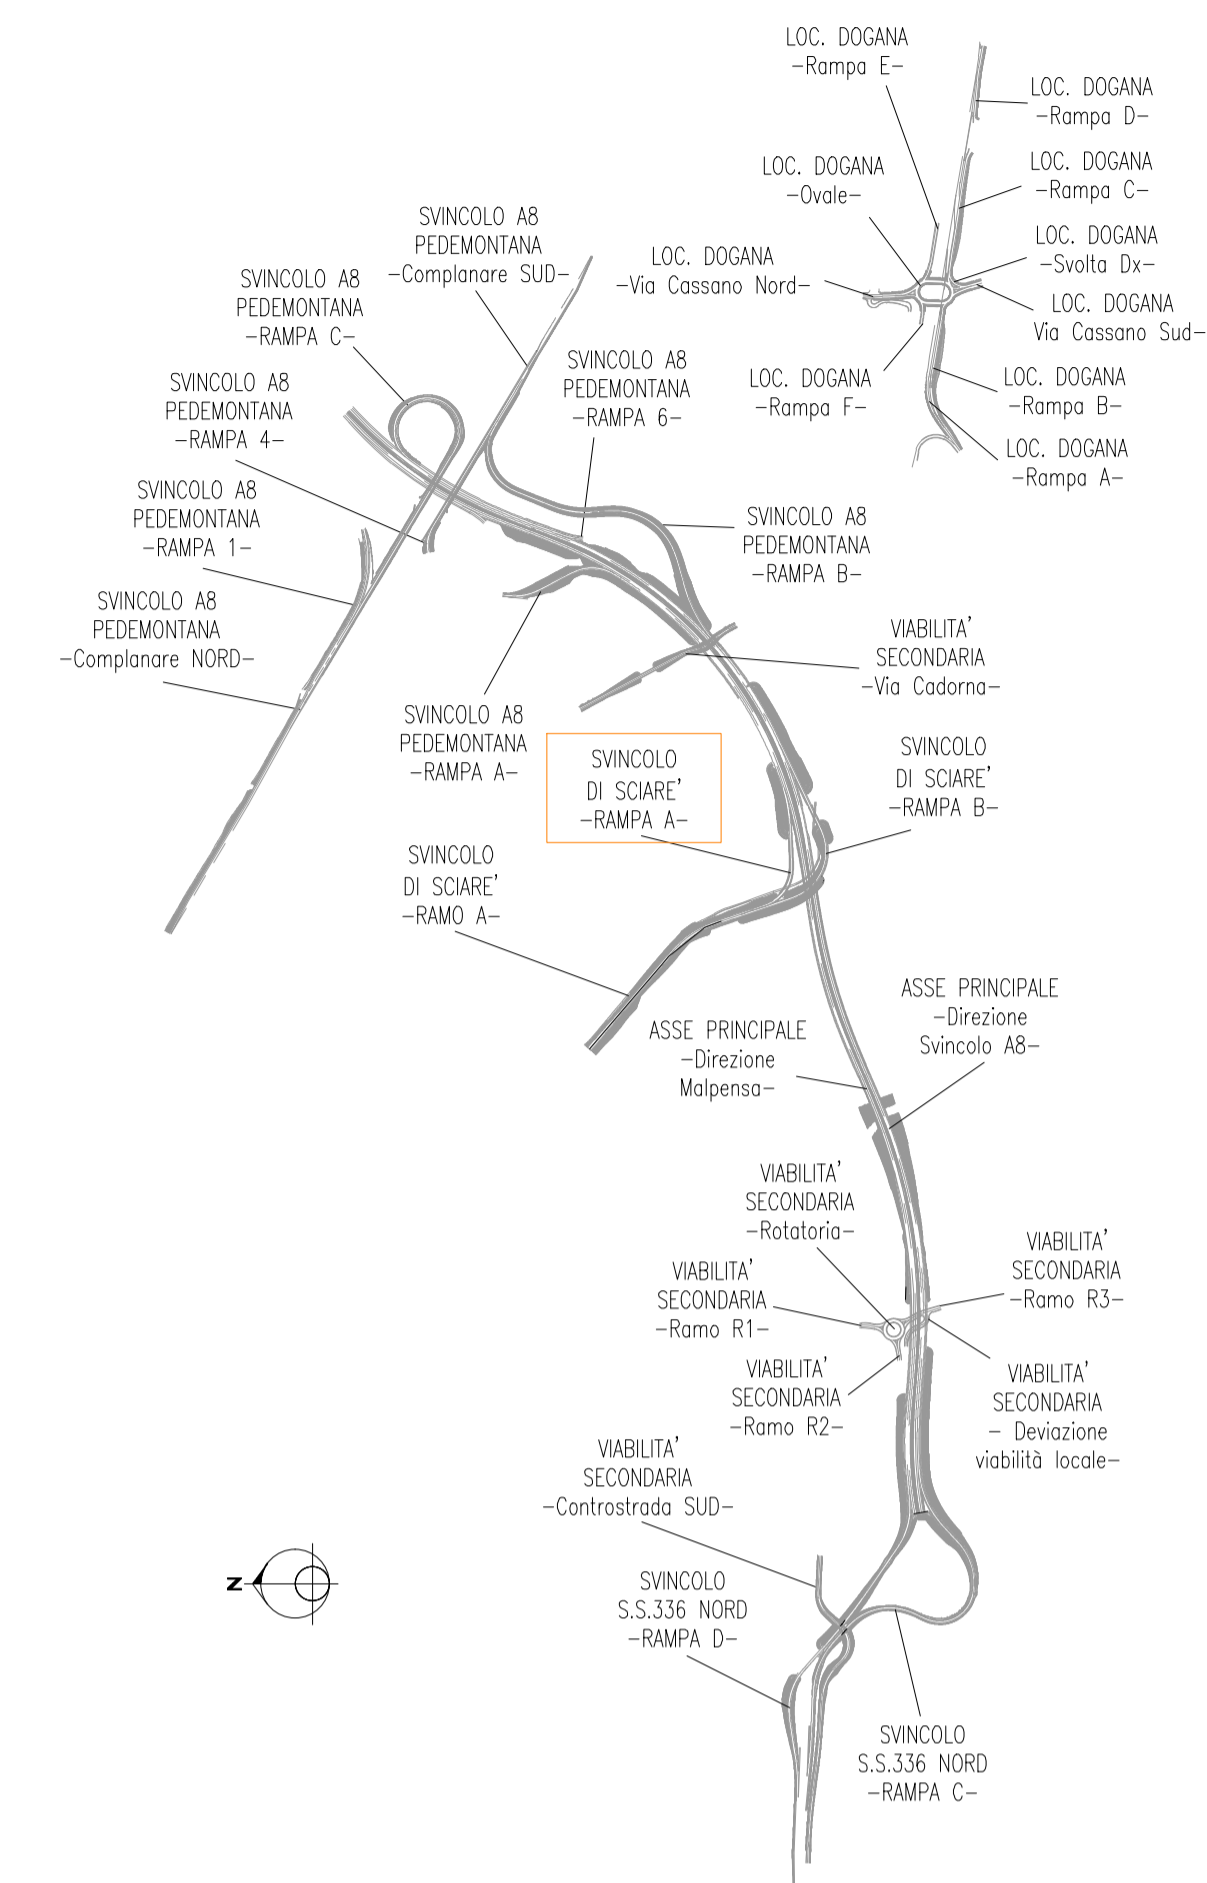 LOC. DOGANA
-Rampa E-
LOC. DOGANA
-Rampa D-
LOC. DOGANA
-Ovale-
LOC. DOGANA
-Rampa C-
SVINCOLO A8
PEDEMONTANA
-Complanare SUD-
LOC. DOGANA
-Svolta Dx-
LOC. DOGANA
-Via Cassano Nord-
SVINCOLO A8
PEDEMONTANA
-RAMPA C-
LOC. DOGANA
Via Cassano Sud-
SVINCOLO A8
PEDEMONTANA
-RAMPA 6-
LOC. DOGANA
-Rampa F-
LOC. DOGANA
-Rampa B-
SVINCOLO A8
PEDEMONTANA
-RAMPA 4-
LOC. DOGANA
-Rampa A-
SVINCOLO A8
PEDEMONTANA
-RAMPA 1-
SVINCOLO A8
PEDEMONTANA
-RAMPA B-
SVINCOLO A8
PEDEMONTANA
-Complanare NORD-
VIABILITA'
SECONDARIA
-Via Cadorna-
SVINCOLO A8
PEDEMONTANA
-RAMPA A-
SVINCOLO
DI SCIARE'
-RAMPA A-
SVINCOLO
DI SCIARE'
-RAMPA B-
SVINCOLO
DI SCIARE'
-RAMO A-
ASSE PRINCIPALE
-Direzione
Svincolo A8-
ASSE PRINCIPALE
-Direzione
Malpensa-
VIABILITA'
SECONDARIA
-Rotatoria-
VIABILITA'
SECONDARIA
-Ramo R3-
VIABILITA'
SECONDARIA
-Ramo R1-
VIABILITA'
SECONDARIA
-Ramo R2-
VIABILITA'
SECONDARIA
- Deviazione
viabilità locale-
VIABILITA'
SECONDARIA
-Controstrada SUD-
N
SVINCOLO
S.S.336 NORD
-RAMPA D-
SVINCOLO
S.S.336 NORD
-RAMPA C-